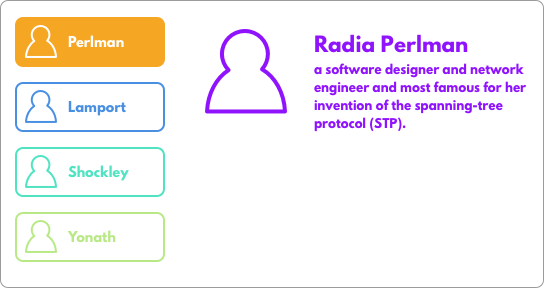 Perlman
Lamport
Shockley
Yonath
Radia Perlman
a software designer and network
engineer and most famous for her
invention of the spanning-tree
protocol (STP).